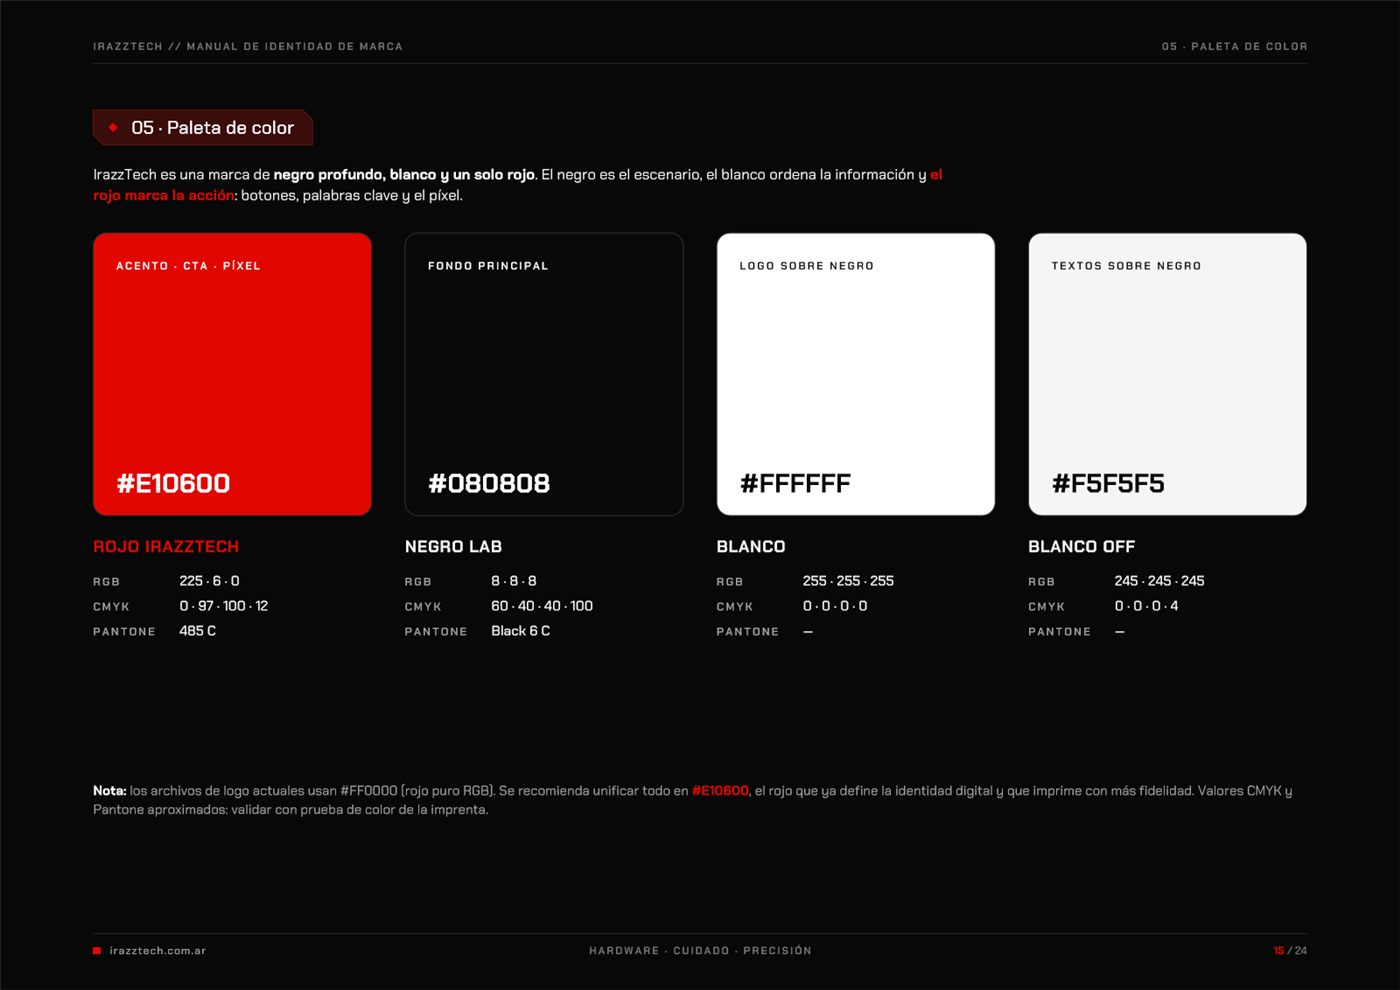 IRAZZTECH // MANUAL DE IDENTIDAD DE MARCA
05 · PALETA DE COLOR
05 · Paleta de color
IrazzTech es una marca de negro profundo, blanco y un solo rojo. El negro es el escenario, el blanco ordena la información y el
rojo marca la acción: botones, palabras clave y el píxel.
ACENTO · CTA · PÍXEL
#E10600
ROJO IRAZZTECH
RGB 225 · 6 · 0
CMYK 0 · 97 · 100 · 12
PANTONE 485 C
FONDO PRINCIPAL
#080808
NEGRO LAB
RGB 8 · 8 · 8
CMYK 60 · 40 · 40 · 100
PANTONE Black 6 C
LOGO SOBRE NEGRO
#FFFFFF
BLANCO
RGB 255 · 255 · 255
CMYK 0 · 0 · 0 · 0
PANTONE —
TEXTOS SOBRE NEGRO
#F5F5F5
BLANCO OFF
RGB 245 · 245 · 245
CMYK 0 · 0 · 0 · 4
PANTONE —
Nota: los archivos de logo actuales usan #FF0000 (rojo puro RGB). Se recomienda unificar todo en #E10600, el rojo que ya define la identidad digital y que imprime con más fidelidad. Valores CMYK y
Pantone aproximados: validar con prueba de color de la imprenta.
irazztech.com.ar
HARDWARE · CUIDADO · PRECISIÓN
15 / 24